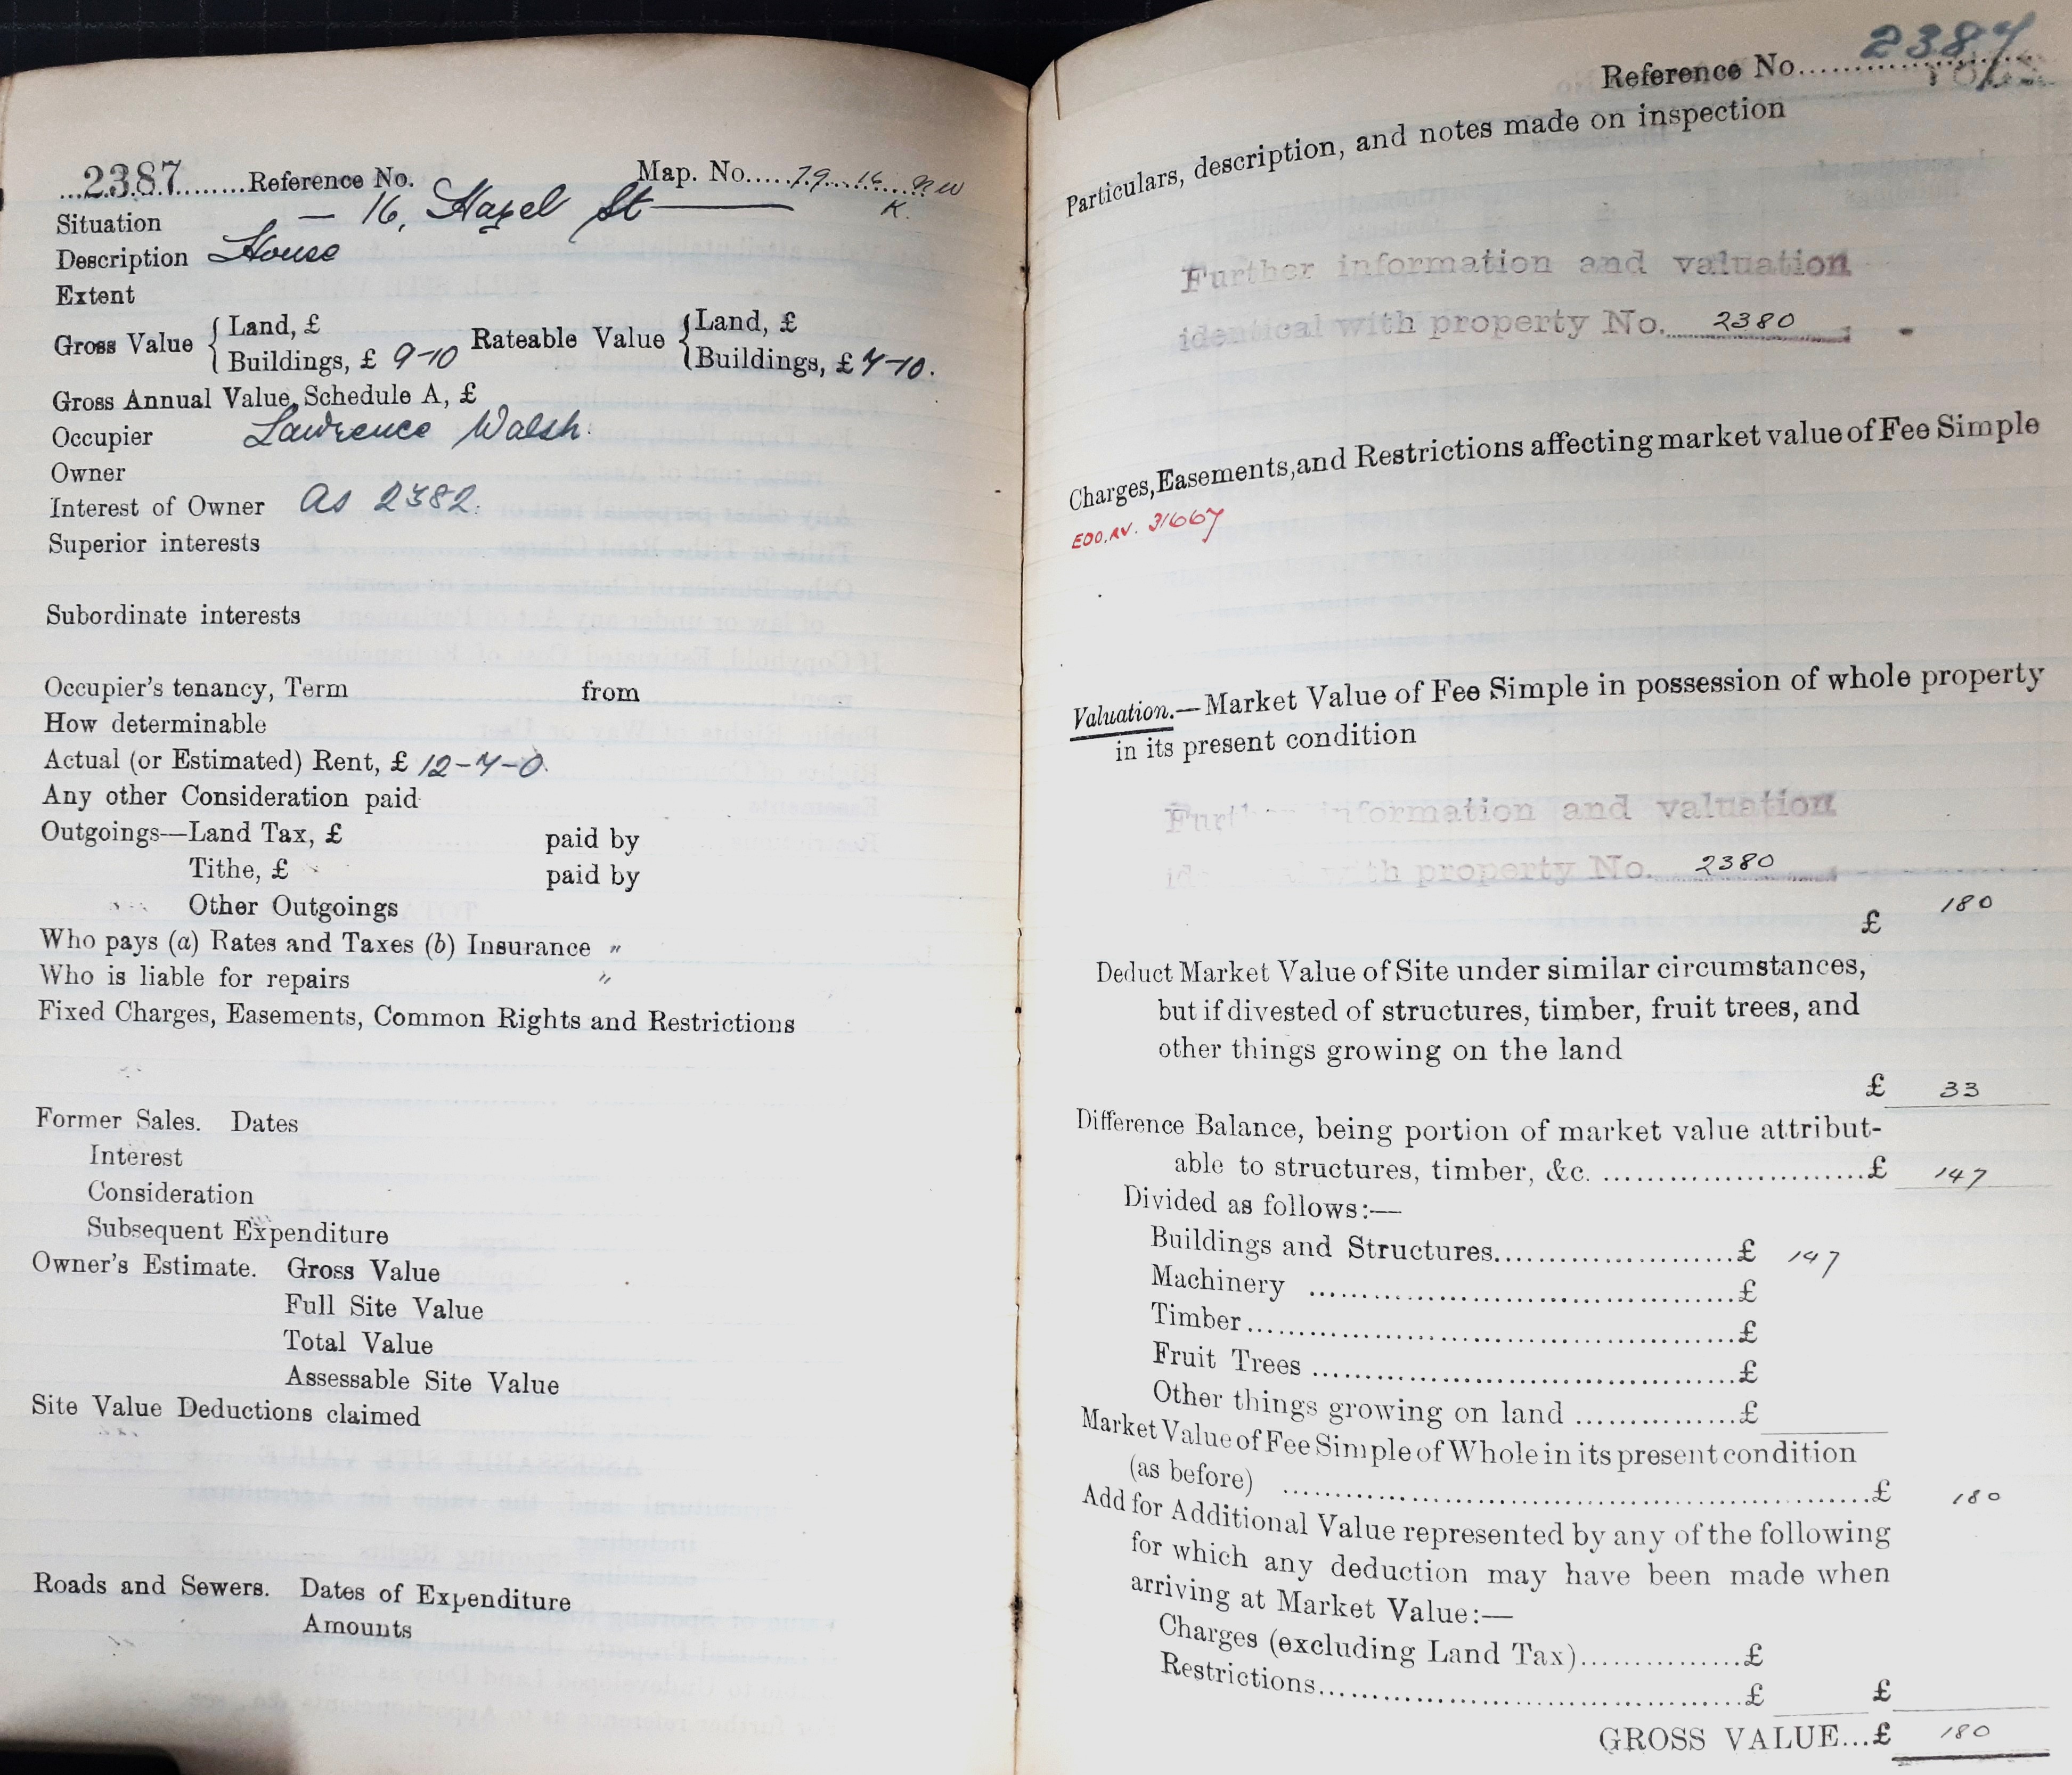 2387 Reference No. Map. No. 79 16 NW
K.
Situation — 16, Hazel St —
Description House
Extent
Gross Value { Land, £ Rateable Value { Land, £
Buildings, £ 9-10 Buildings, £ 7-10.
Gross Annual Value, Schedule A, £
Occupier Lawrence Walsh.
Owner
Interest of Owner As 2382.
Superior interests
Subordinate interests
Occupier's tenancy, Term from
How determinable
Actual (or Estimated) Rent, £ 12-7-0.
Any other Consideration paid
Outgoings—Land Tax, £ paid by
Tithe, £ paid by
Other Outgoings
Who pays (a) Rates and Taxes (b) Insurance "
Who is liable for repairs "
Fixed Charges, Easements, Common Rights and Restrictions
Former Sales. Dates
Interest
Consideration
Subsequent Expenditure
Owner's Estimate. Gross Value
Full Site Value
Total Value
Assessable Site Value
Site Value Deductions claimed
Roads and Sewers. Dates of Expenditure
Amounts
Reference No. 2387
Particulars, description, and notes made on inspection
Further information and valuation
identical with property No. 2380
Charges, Easements, and Restrictions affecting market value of Fee Simple
EDO.RV. 31667
Valuation.—Market Value of Fee Simple in possession of whole property
in its present condition
Further information and valuation
with property No. 2380
£ 180
Deduct Market Value of Site under similar circumstances,
but if divested of structures, timber, fruit trees, and
other things growing on the land
£ 33
Difference Balance, being portion of market value attribut-
able to structures, timber, &c. £ 147
Divided as follows:—
Buildings and Structures £ 147
Machinery £
Timber £
Fruit Trees £
Other things growing on land £
Market Value of Fee Simple of Whole in its present condition
(as before) £ 180
Add for Additional Value represented by any of the following
for which any deduction may have been made when
arriving at Market Value:—
Charges (excluding Land Tax) £
Restrictions £ £
GROSS VALUE...£ 180